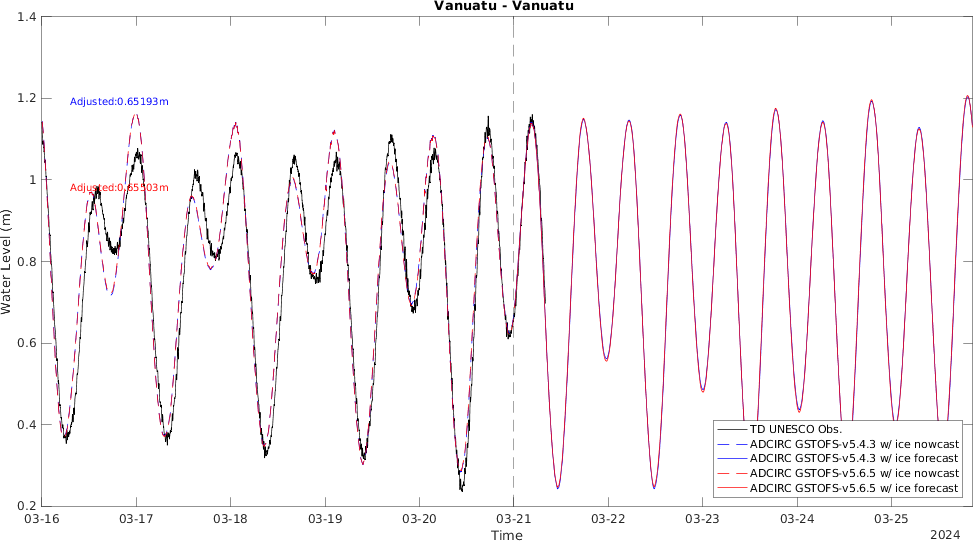 Vanuatu - Vanuatu
1.4
1.2
1
0.8
0.6
0.4
0.2
Water Level (m)
Adjusted:0.65193m
Adjusted:0.65503m
TD UNESCO Obs.
ADCIRC GSTOFS-v5.4.3 w/ ice nowcast
ADCIRC GSTOFS-v5.4.3 w/ ice forecast
ADCIRC GSTOFS-v5.6.5 w/ ice nowcast
ADCIRC GSTOFS-v5.6.5 w/ ice forecast
03-16 03-17 03-18 03-19 03-20 03-21 03-22 03-23 03-24 03-25
Time
2024